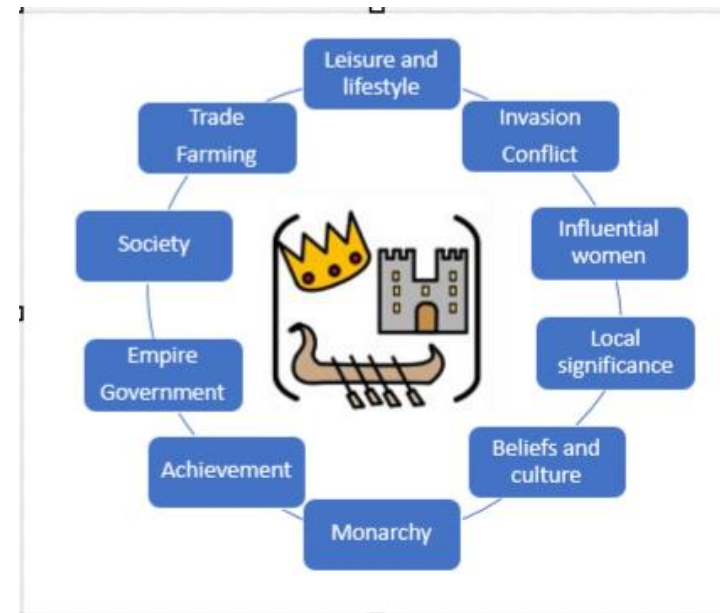 Leisure and
lifestyle
Invasion
Conflict
Influential
women
Local
significance
Beliefs and
culture
Monarchy
Achievement
Empire
Government
Society
Trade
Farming